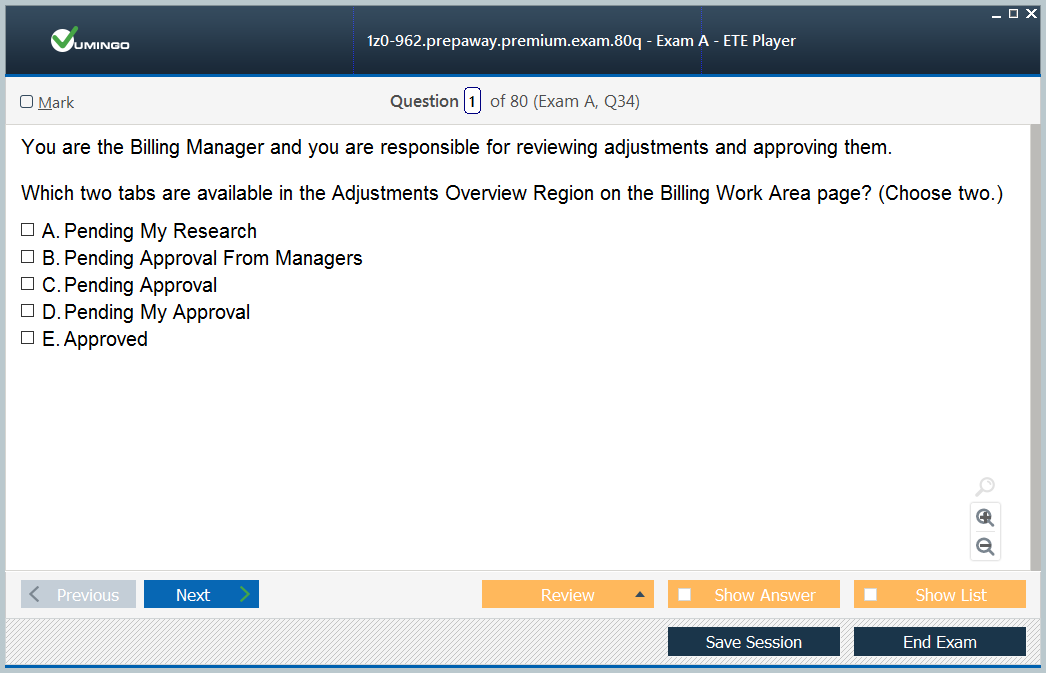 VUMINGO
1z0-962.prepaway.premium.exam.80q - Exam A - ETE Player
Mark
Question 1 of 80 (Exam A, Q34)
You are the Billing Manager and you are responsible for reviewing adjustments and approving them.
Which two tabs are available in the Adjustments Overview Region on the Billing Work Area page? (Choose two.)
A. Pending My Research
B. Pending Approval From Managers
C. Pending Approval
D. Pending My Approval
E. Approved
Previous
Next
Review
Show Answer
Show List
Save Session
End Exam